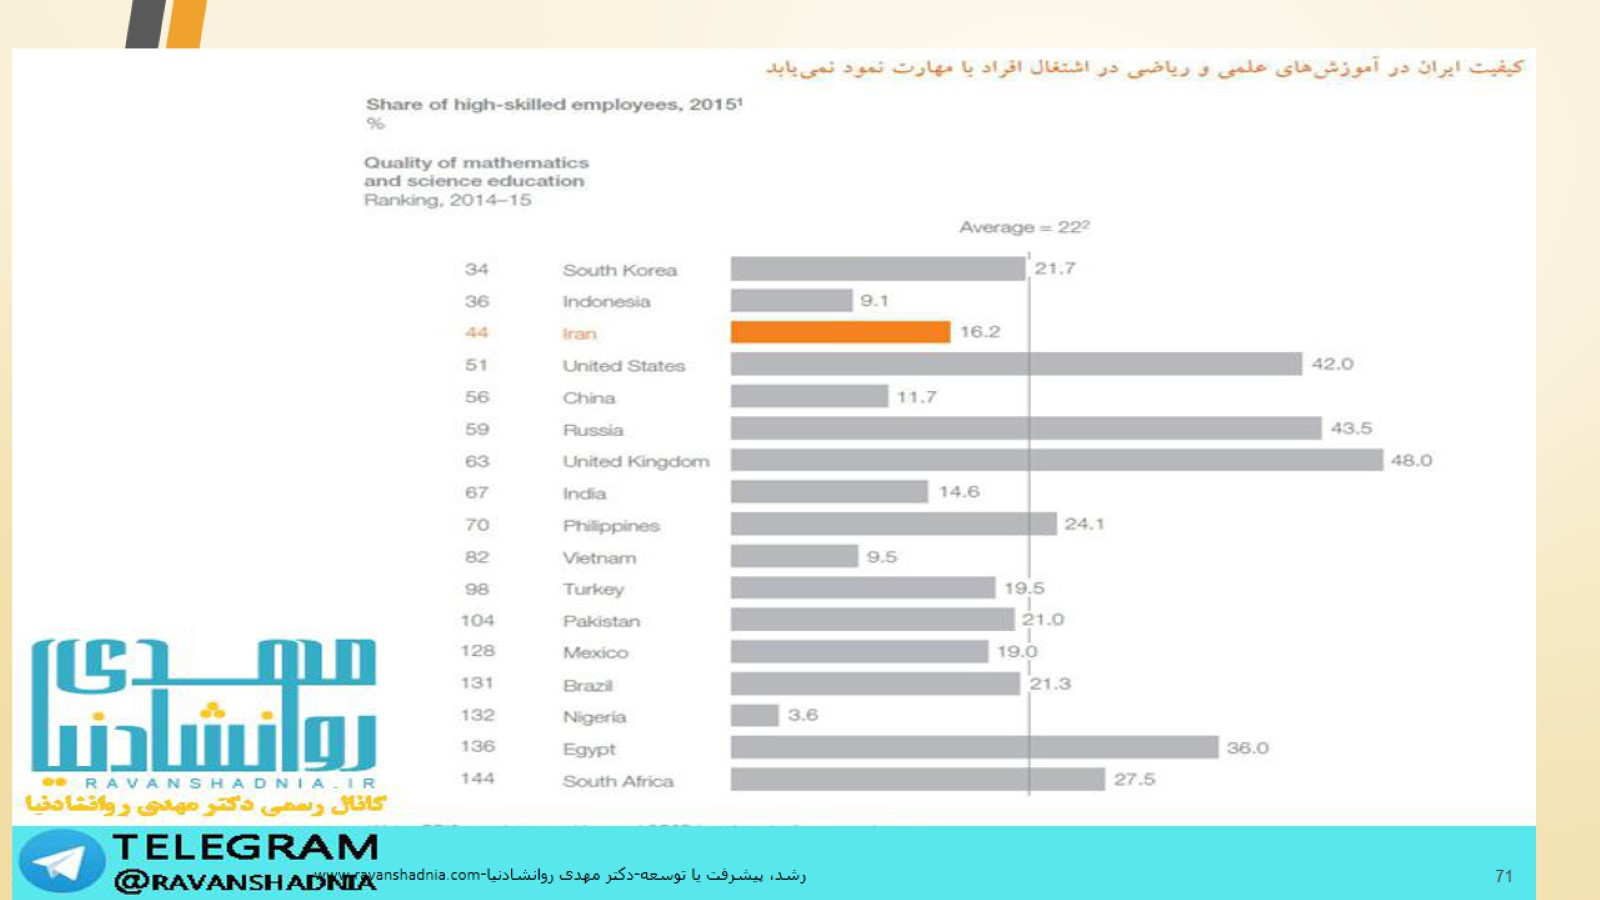 کیفیت ایران در آموزش‌های علمی و ریاضی در اشتغال افراد با مهارت نمود نمی‌یابد
Share of high-skilled employees, 2015¹
%
Quality of mathematics
and science education
Ranking, 2014–15
Average = 22²
34 South Korea 21.7
36 Indonesia 9.1
44 Iran 16.2
51 United States 42.0
56 China 11.7
59 Russia 43.5
63 United Kingdom 48.0
67 India 14.6
70 Philippines 24.1
82 Vietnam 9.5
98 Turkey 19.5
104 Pakistan 21.0
128 Mexico 19.0
131 Brazil 21.3
132 Nigeria 3.6
136 Egypt 36.0
144 South Africa 27.5
مهدی
روانشادنیا
RAVANSHADNIA.IR
کانال رسمی دکتر مهدی روانشادنیا
TELEGRAM
@RAVANSHADNIA
رشد، پیشرفت یا توسعه-دکتر مهدی روانشادنیا-www.ravanshadnia.com
71